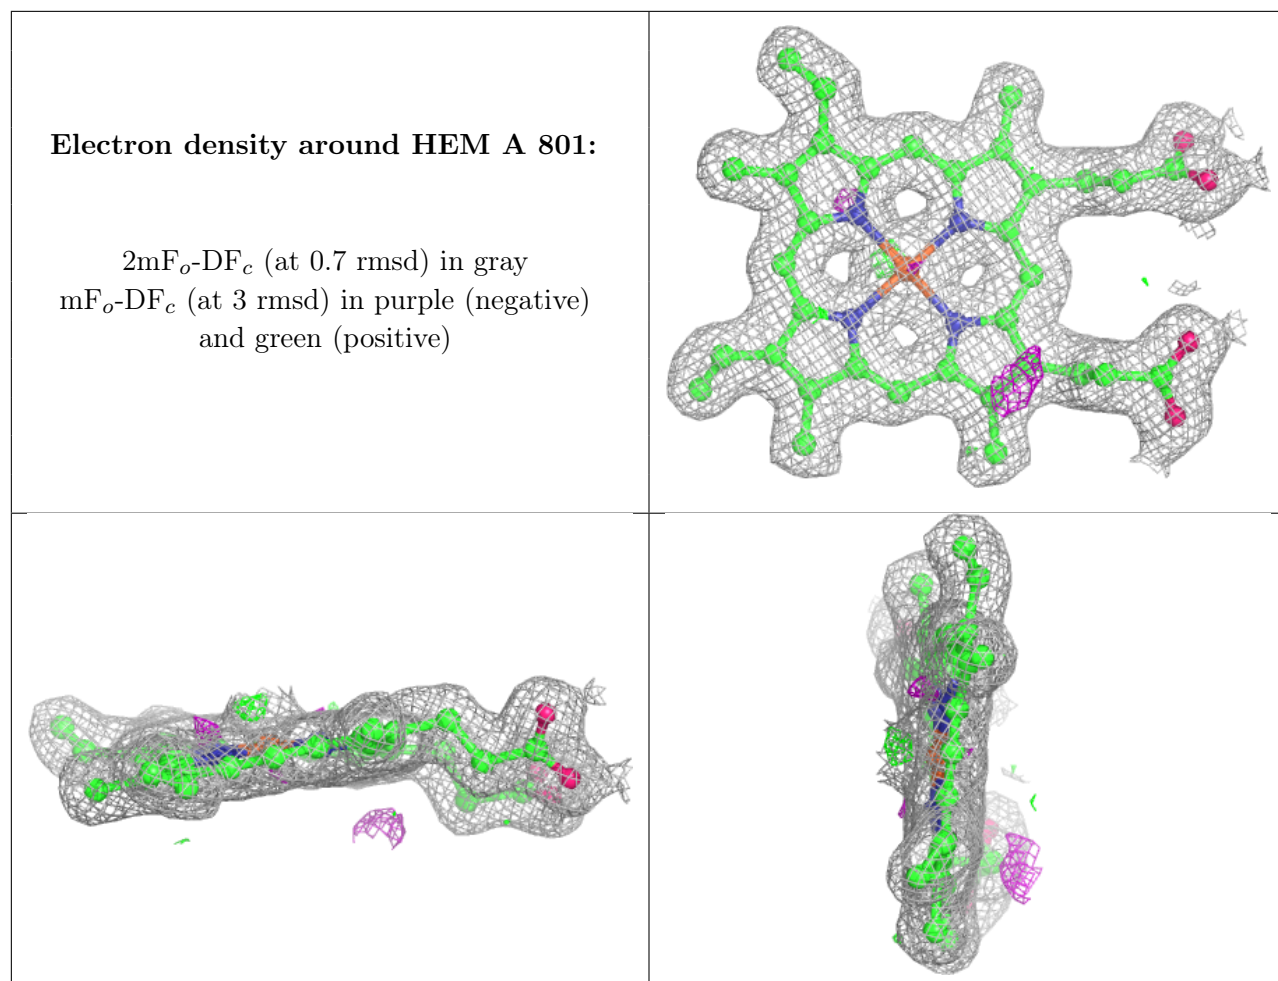 Electron density around HEM A 801:
2mFo-DFc (at 0.7 rmsd) in gray
mFo-DFc (at 3 rmsd) in purple (negative)
and green (positive)